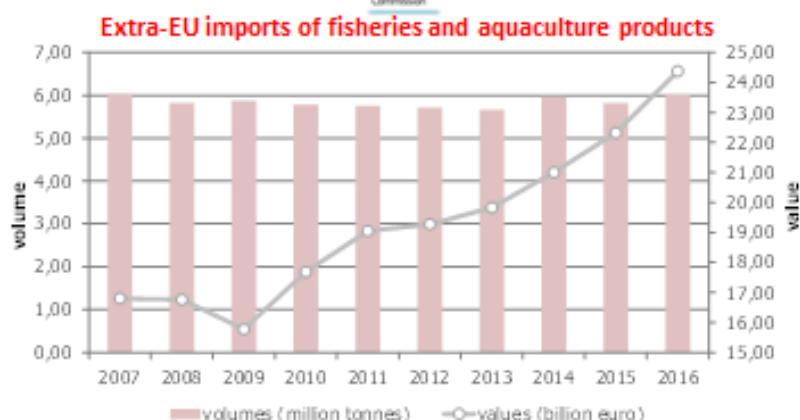 Commission
Extra-EU imports of fisheries and aquaculture products
7,00 25,00
24,00
6,00 23,00
5,00 22,00
21,00
4,00 20,00
3,00 19,00
2,00 18,00
17,00
1,00 16,00
0,00 15,00
volume
value
2007 2008 2009 2010 2011 2012 2013 2014 2015 2016
volumes (million tonnes) values (billion euro)